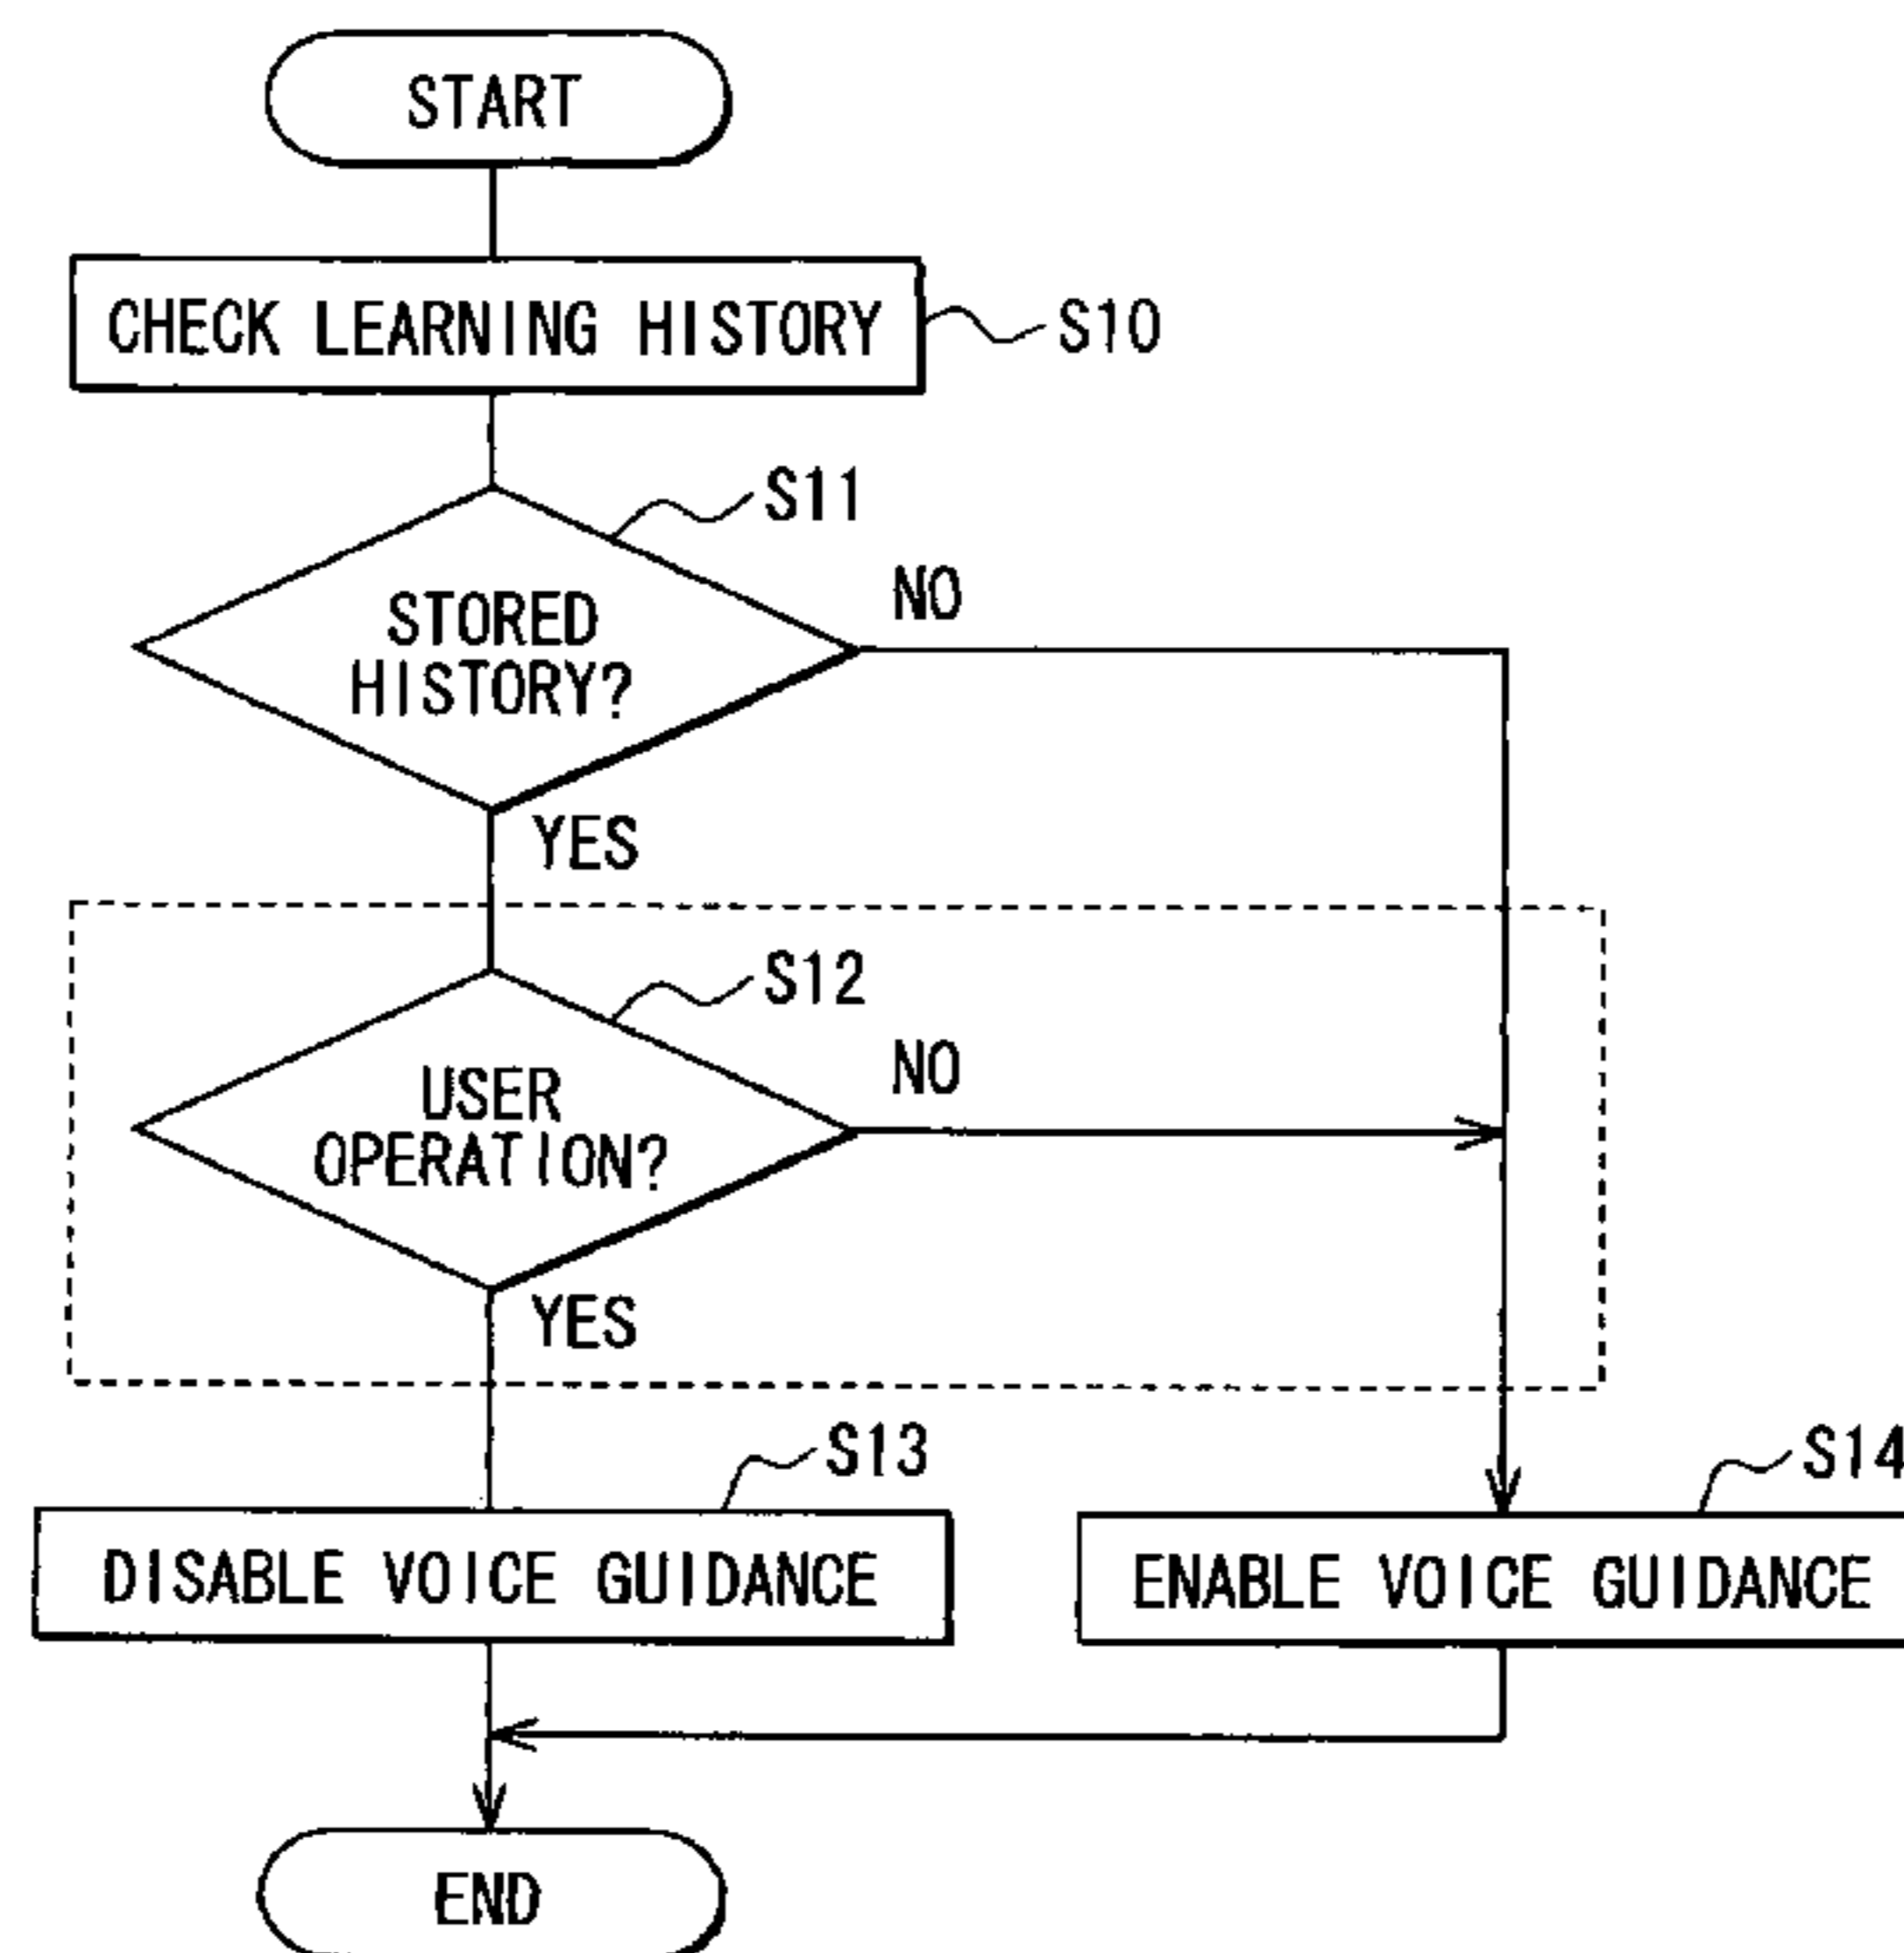 START
CHECK LEARNING HISTORY
S10
S11
STORED
HISTORY?
NO
YES
S12
USER
OPERATION?
NO
YES
S13
DISABLE VOICE GUIDANCE
S14
ENABLE VOICE GUIDANCE
END